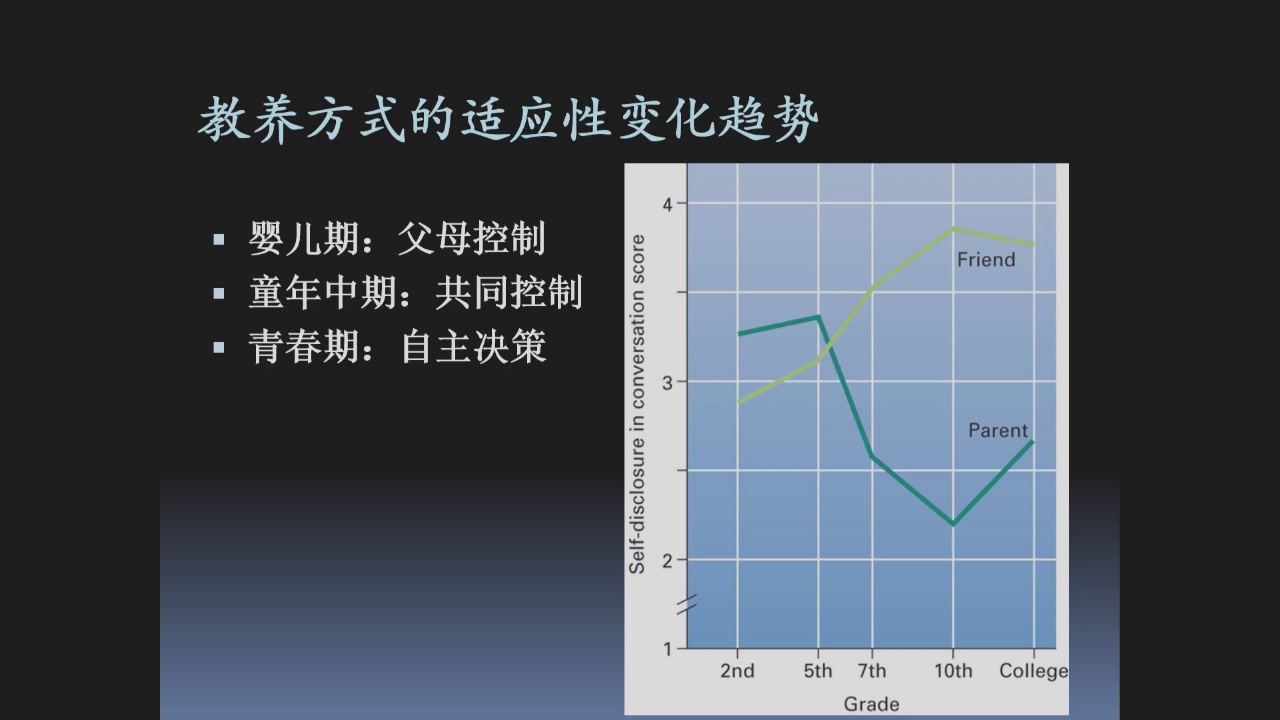 教养方式的适应性变化趋势
婴儿期：父母控制
童年中期：共同控制
青春期：自主决策
Self-disclosure in conversation score
4
3
2
1
Friend
Parent
2nd 5th 7th 10th College
Grade